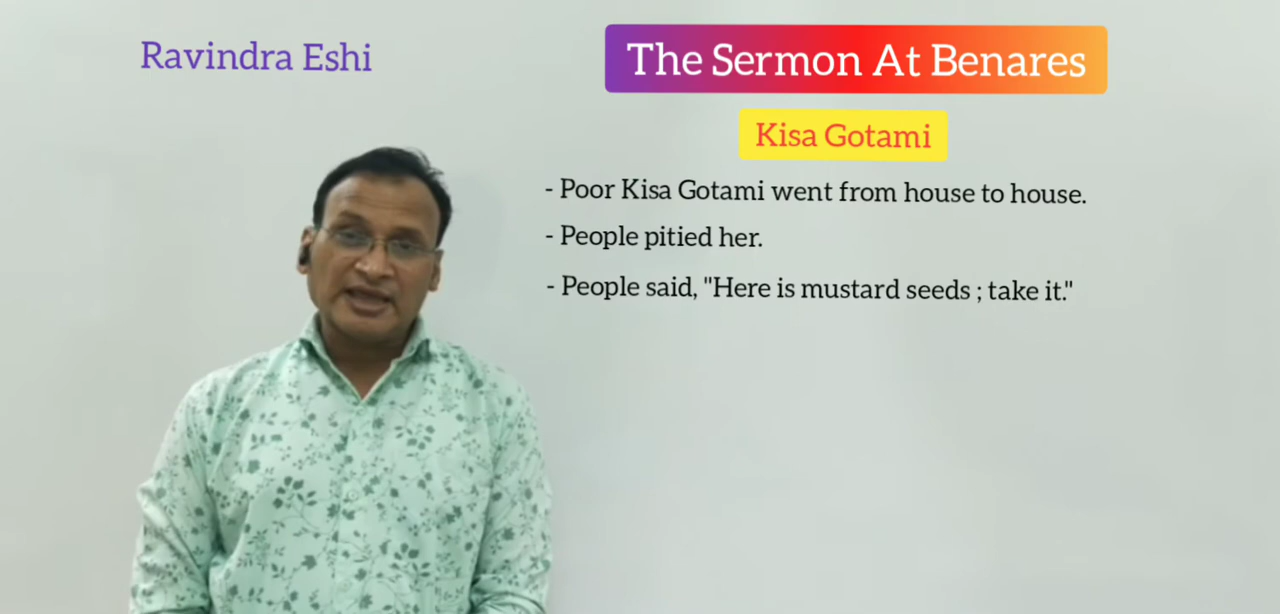 Ravindra Eshi
The Sermon At Benares
Kisa Gotami
- Poor Kisa Gotami went from house to house.
- People pitied her.
- People said, "Here is mustard seeds ; take it."